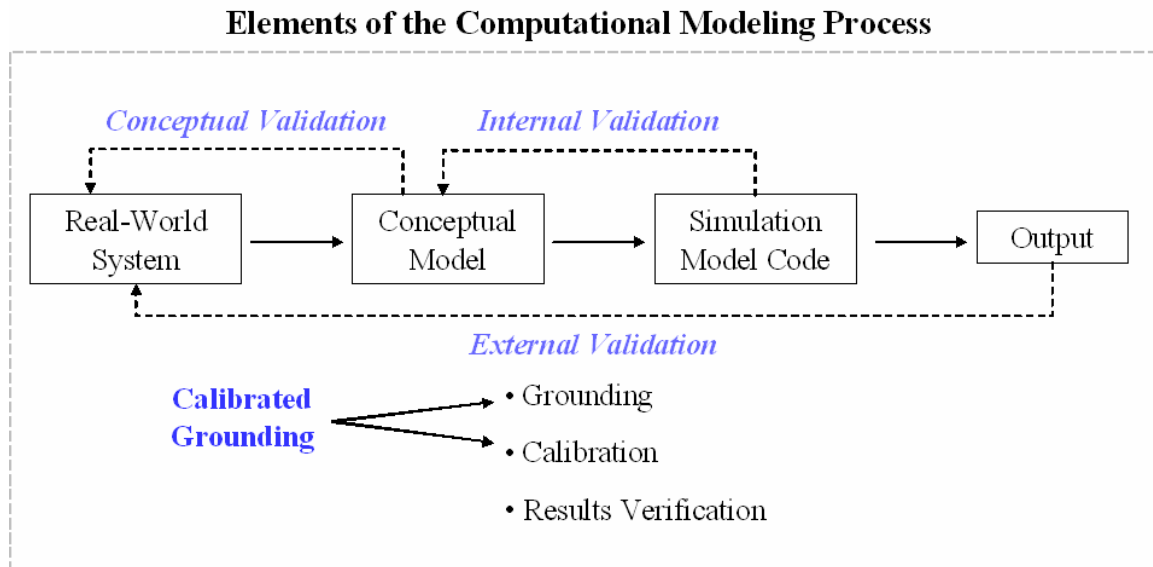 Elements of the Computational Modeling Process
Conceptual Validation
Internal Validation
Real-World
System
Conceptual
Model
Simulation
Model Code
Output
External Validation
Calibrated
Grounding
• Grounding
• Calibration
• Results Verification